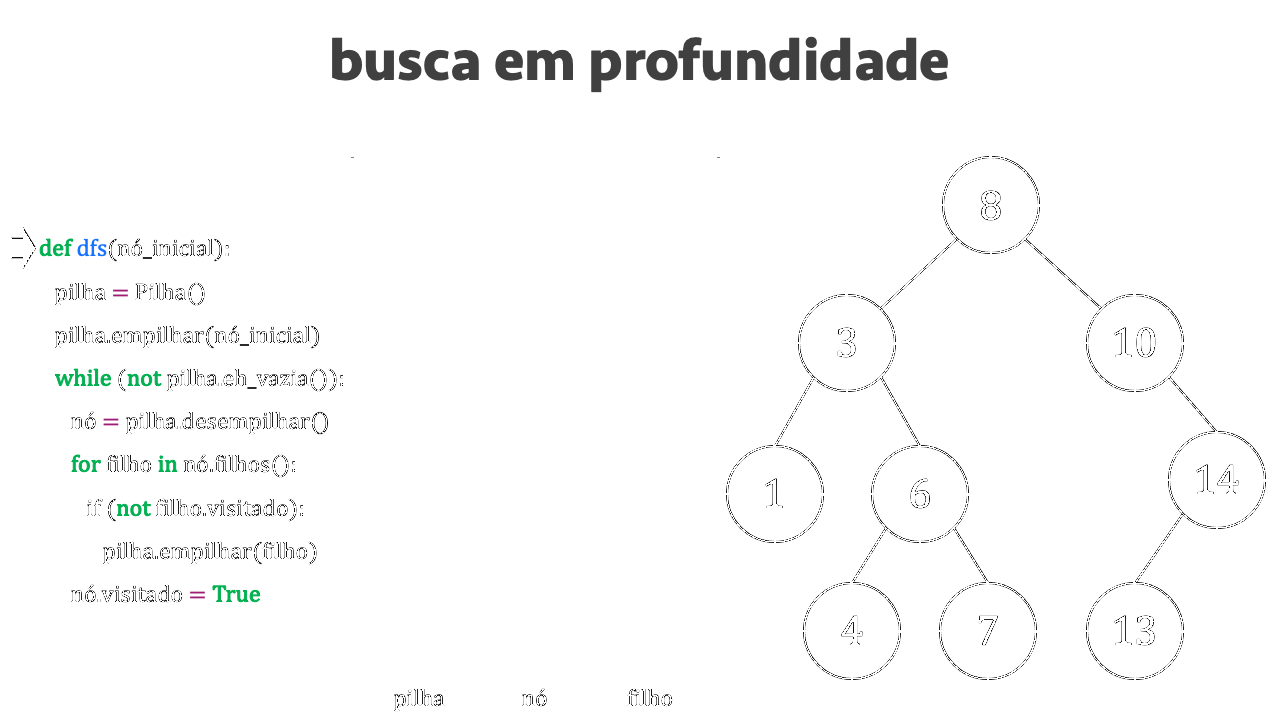 busca em profundidade
def dfs(nó_inicial):
pilha = Pilha()
pilha.empilhar(nó_inicial)
while (not pilha.eh_vazia()):
nó = pilha.desempilhar()
for filho in nó.filhos():
if (not filho.visitado):
pilha.empilhar(filho)
nó.visitado = True
pilha nó filho
8
3 10
1 6 14
4 7 13